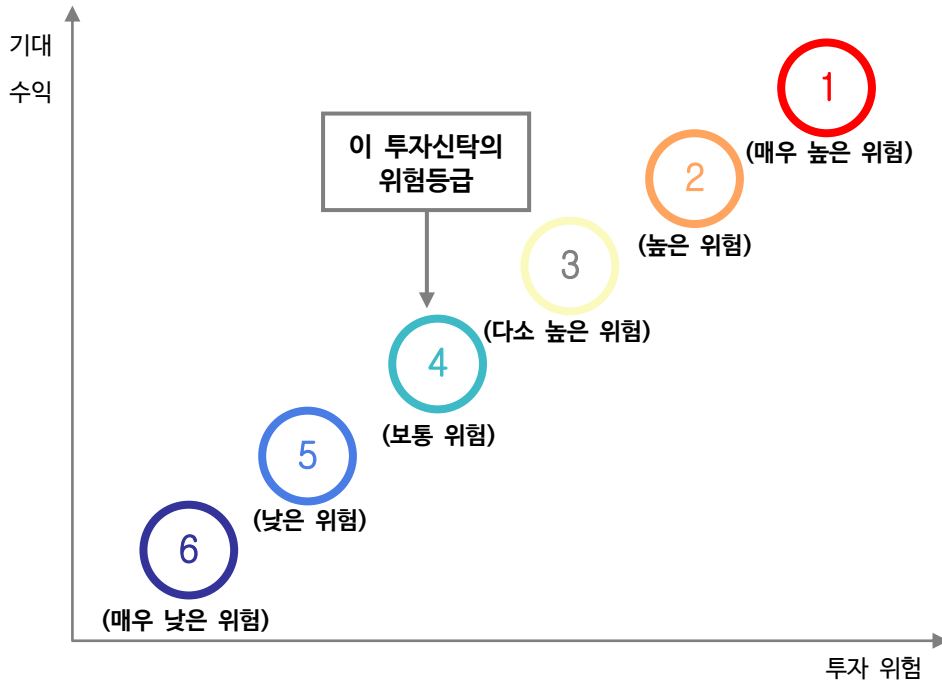 기대
수익
1
(매우 높은 위험)
이 투자신탁의
위험등급
2
(높은 위험)
3
(다소 높은 위험)
4
(보통 위험)
5
(낮은 위험)
6
(매우 낮은 위험)
투자 위험